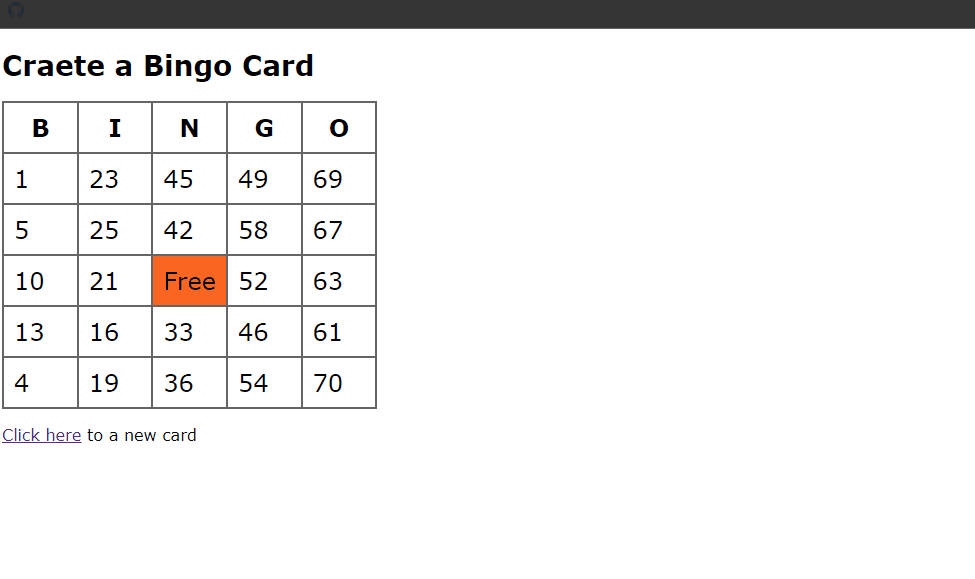 Craete a Bingo Card
B I N G O
1 23 45 49 69
5 25 42 58 67
10 21 Free 52 63
13 16 33 46 61
4 19 36 54 70
Click here to a new card